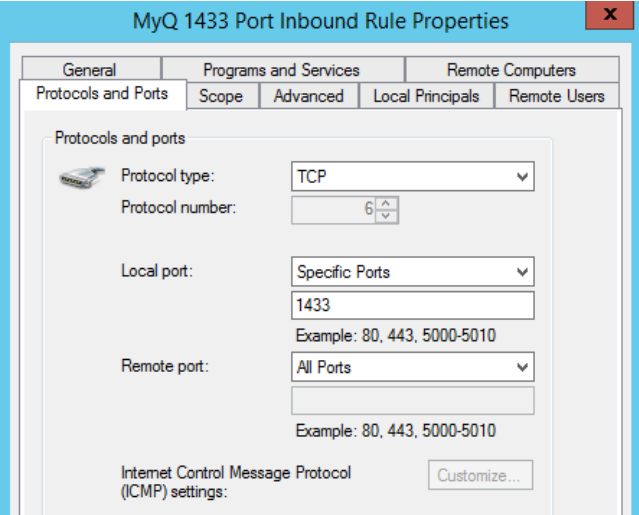 MyQ 1433 Port Inbound Rule Properties
x
General Programs and Services Remote Computers
Protocols and Ports Scope Advanced Local Principals Remote Users
Protocols and ports
Protocol type: TCP
Protocol number: 6
Local port: Specific Ports
1433
Example: 80, 443, 5000-5010
Remote port: All Ports
Example: 80, 443, 5000-5010
Internet Control Message Protocol Customize...
(ICMP) settings: